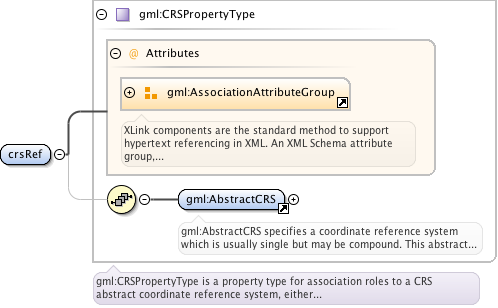 gml:CRSPropertyType
@ Attributes
gml:AssociationAttributeGroup
XLink components are the standard method to support
hypertext referencing in XML. An XML Schema attribute
group,...
crsRef
gml:AbstractCRS
gml:AbstractCRS specifies a coordinate reference system
which is usually single but may be compound. This abstract...
gml:CRSPropertyType is a property type for association roles to a CRS
abstract coordinate reference system, either...